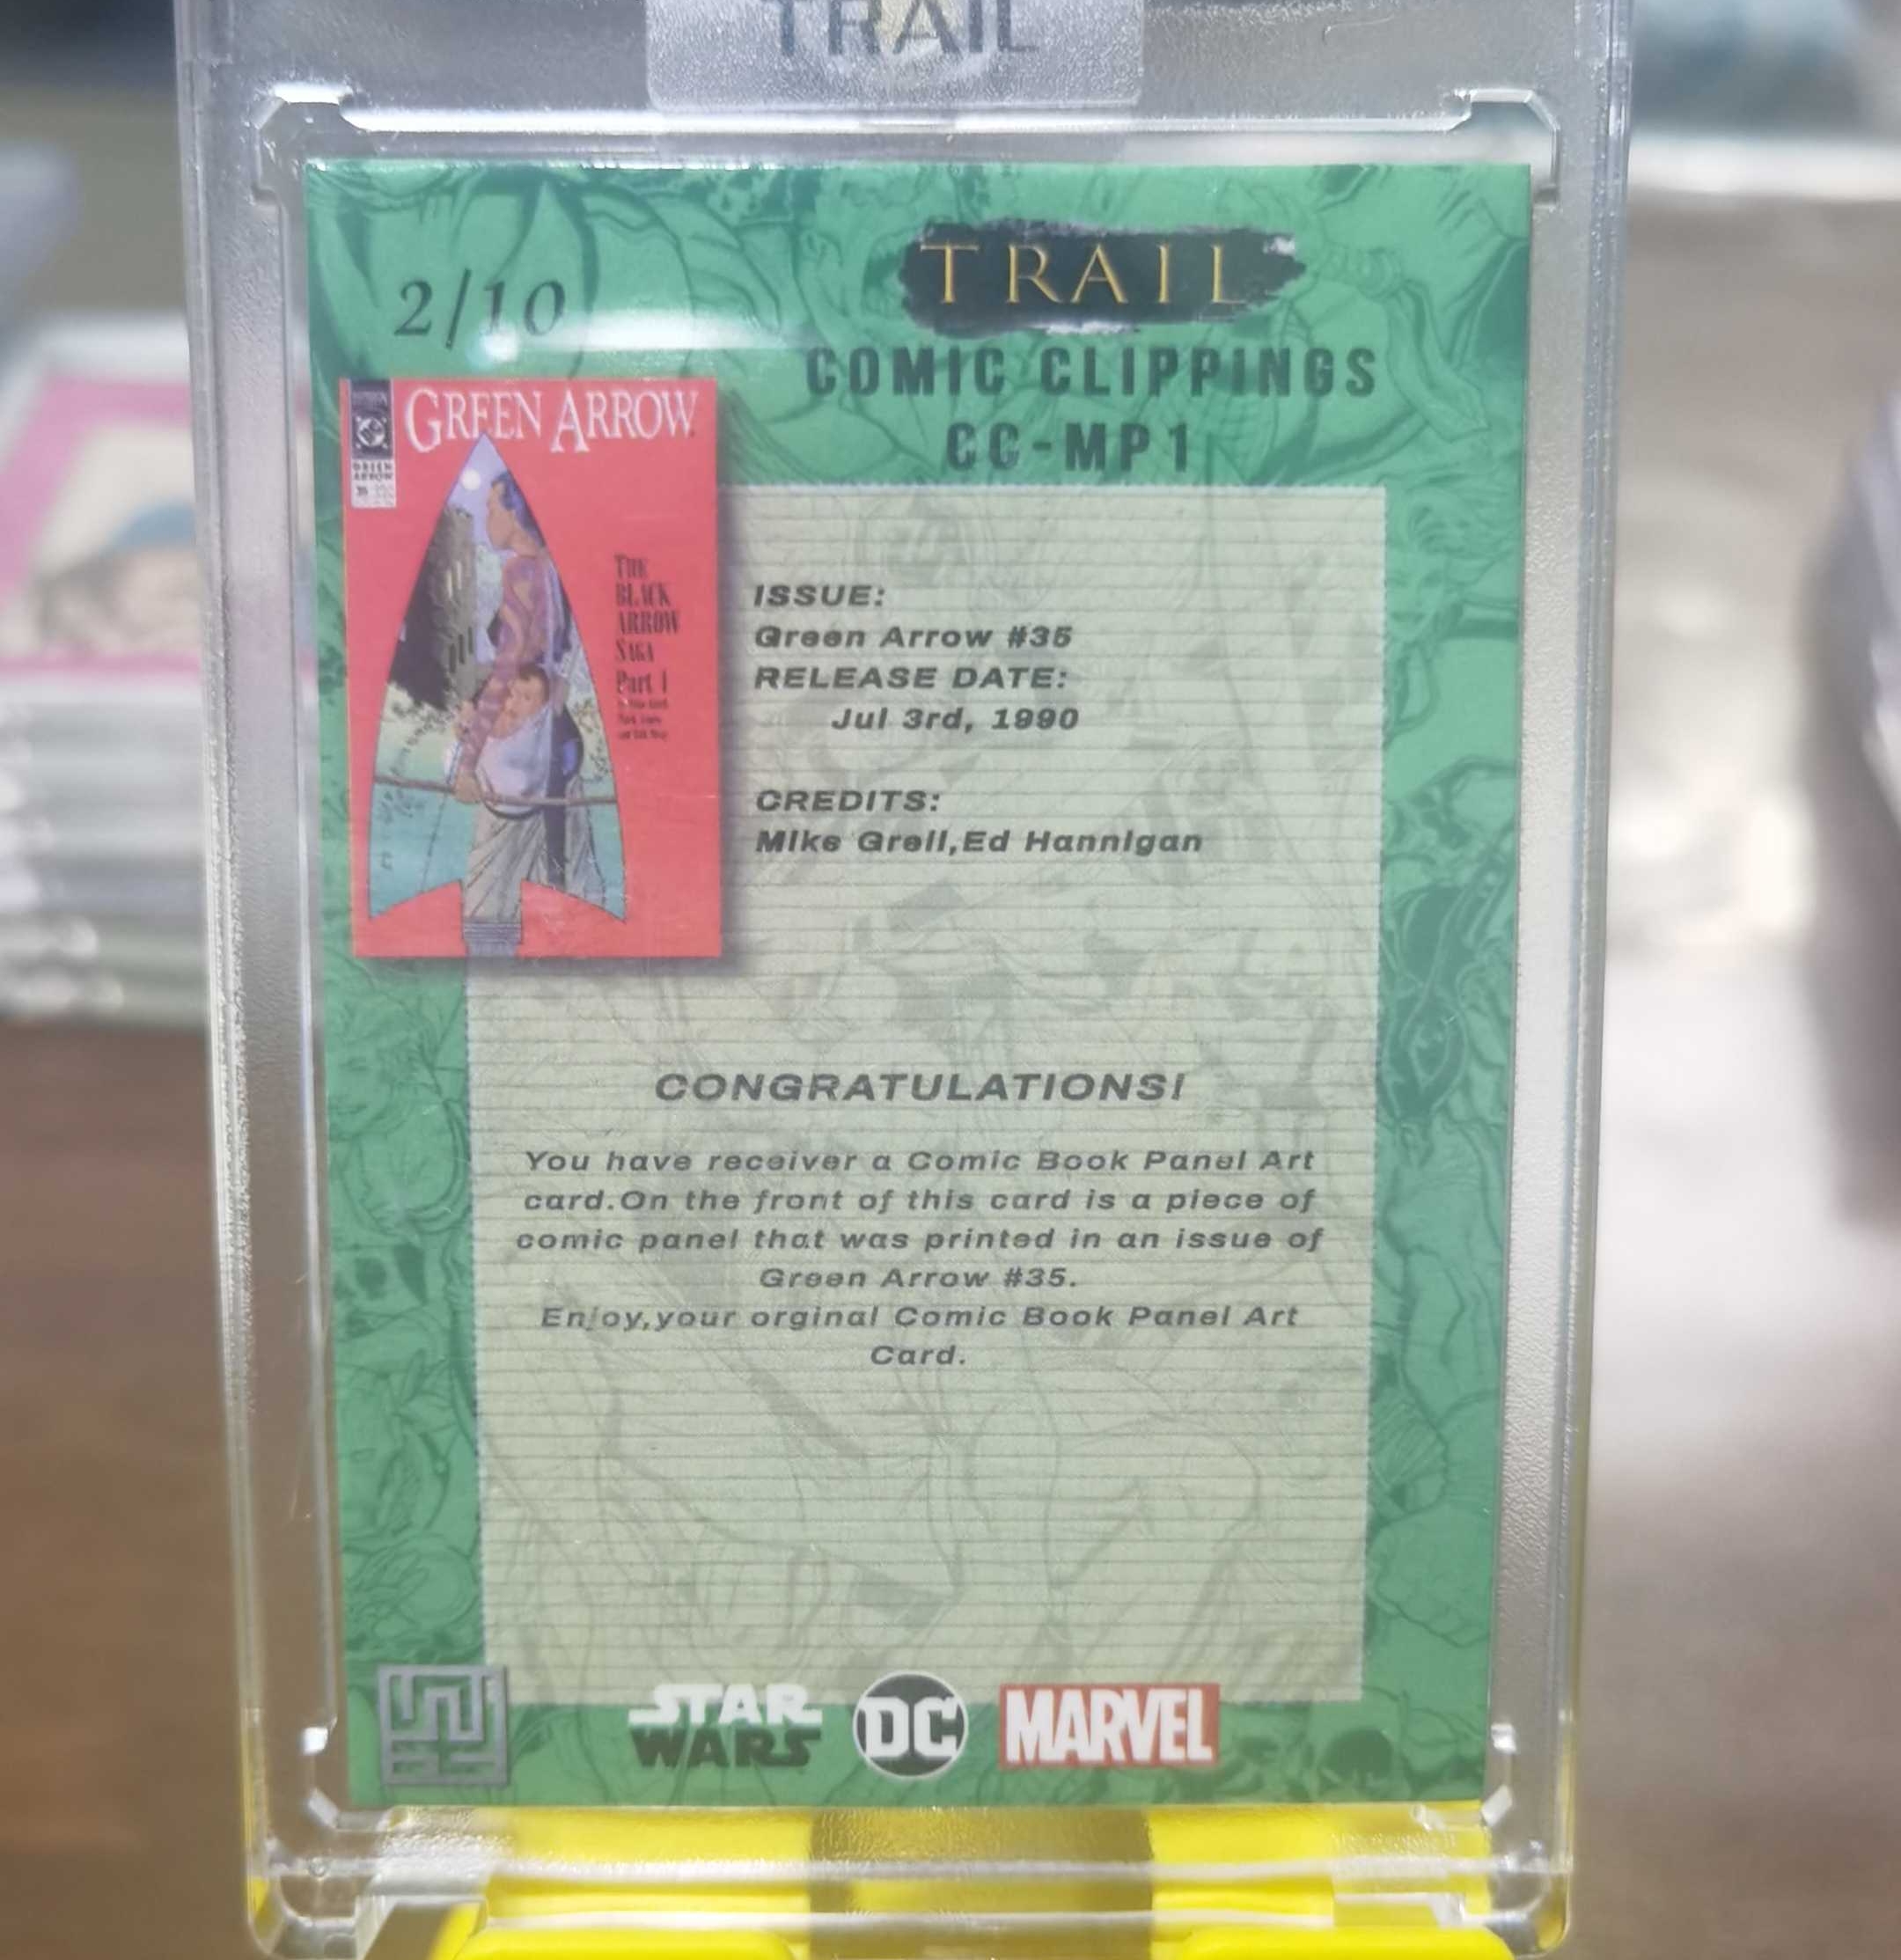 TRAIL
2/10
TRAIL
COMIC CLIPPINGS
CC-MP1
GREEN ARROW
GREEN
ARROW
THE
BLACK
ARROW
SAGA
Part 1
ISSUE:
Green Arrow #35
RELEASE DATE:
Jul 3rd, 1990
CREDITS:
Mike Grell,Ed Hannigan
CONGRATULATIONS!
You have receiver a Comic Book Panel Art
card.On the front of this card is a piece of
comic panel that was printed in an issue of
Green Arrow #35.
Enjoy,your orginal Comic Book Panel Art
Card.
STAR
WARS
DC
MARVEL